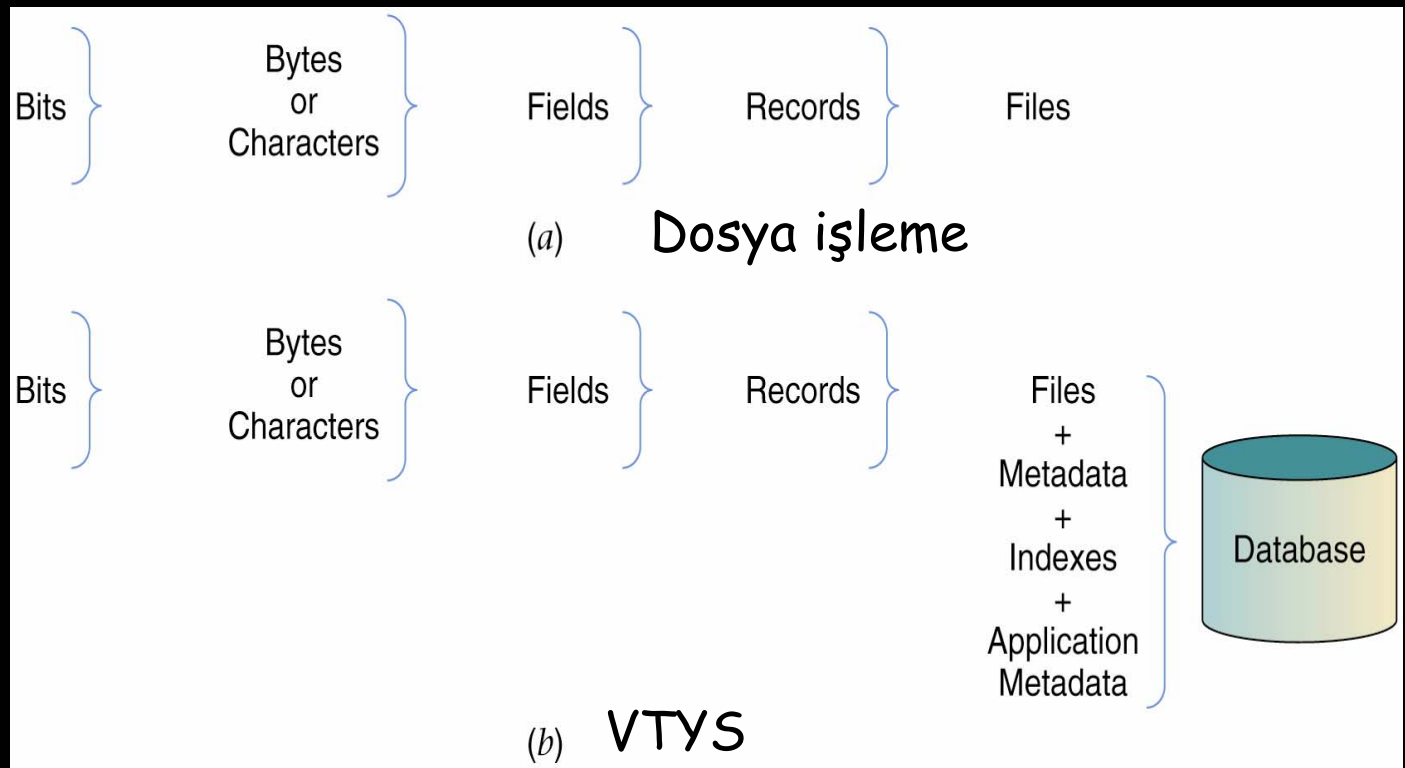 Bits
Bytes
or
Characters
Fields
Records
Files
(a) Dosya işleme
Bits
Bytes
or
Characters
Fields
Records
Files
+
Metadata
+
Indexes
+
Application
Metadata
Database
(b) VTYS